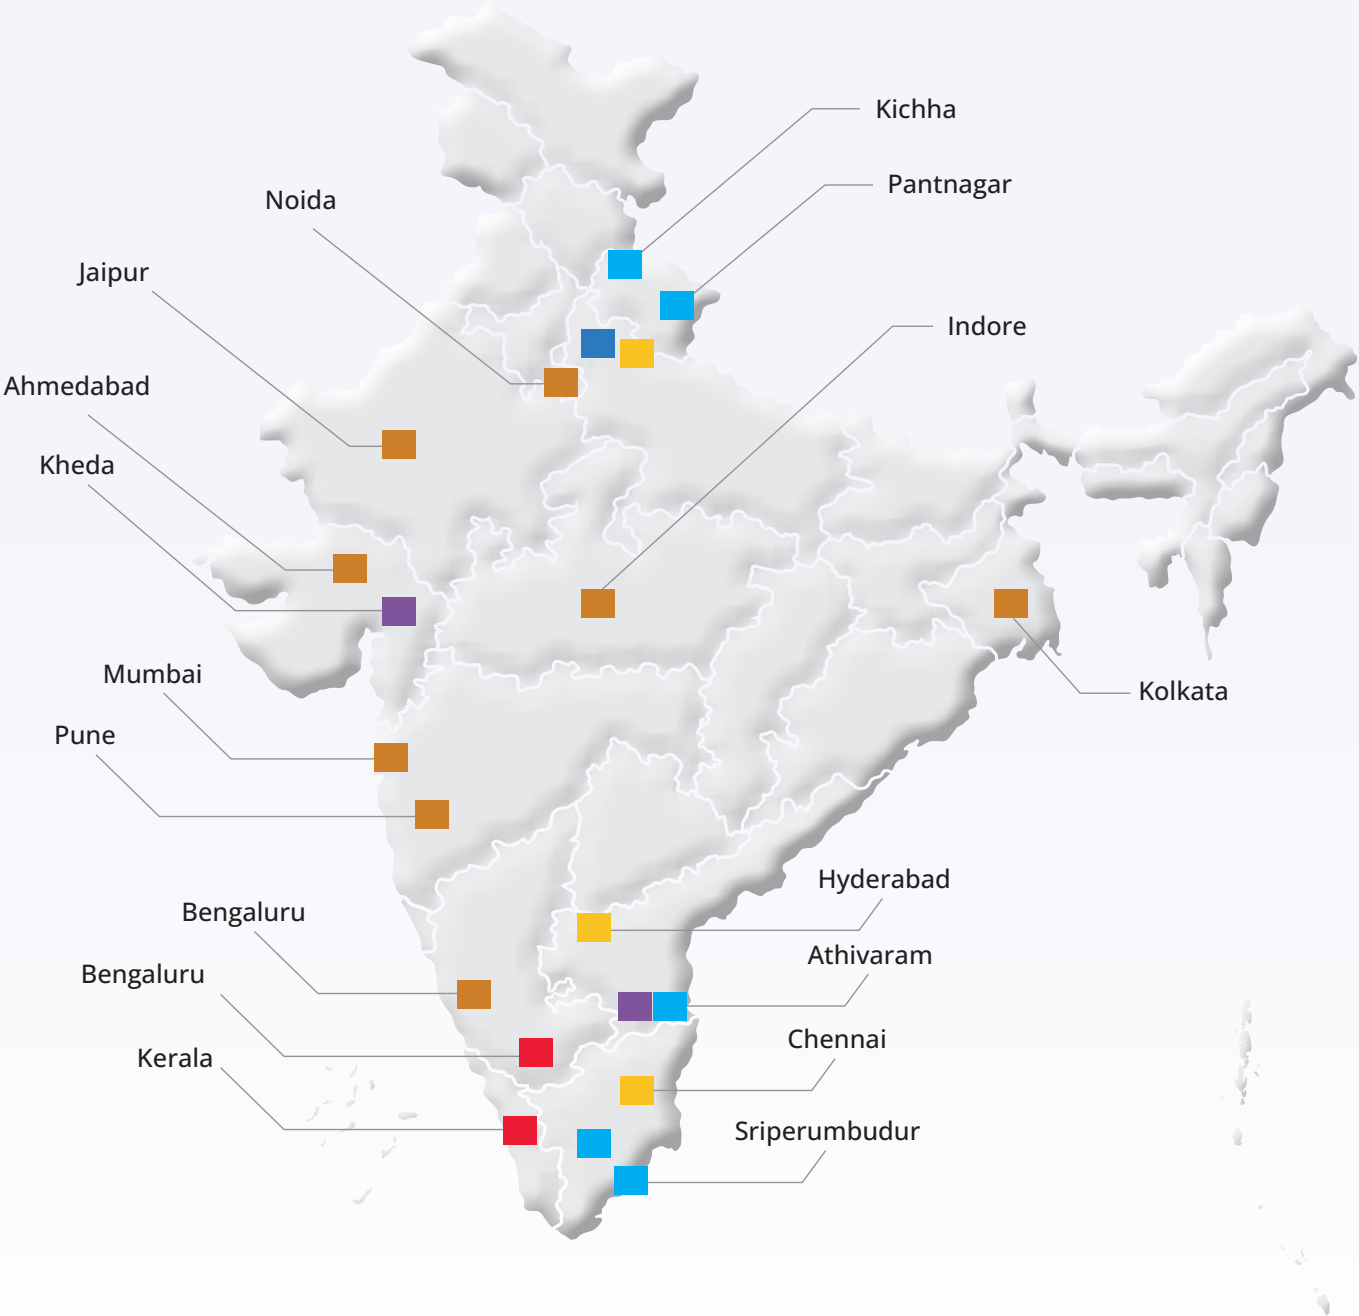 Kichha
Pantnagar
Noida
Jaipur
Indore
Ahmedabad
Kheda
Mumbai
Kolkata
Pune
Hyderabad
Bengaluru
Athivaram
Bengaluru
Chennai
Kerala
Sriperumbudur